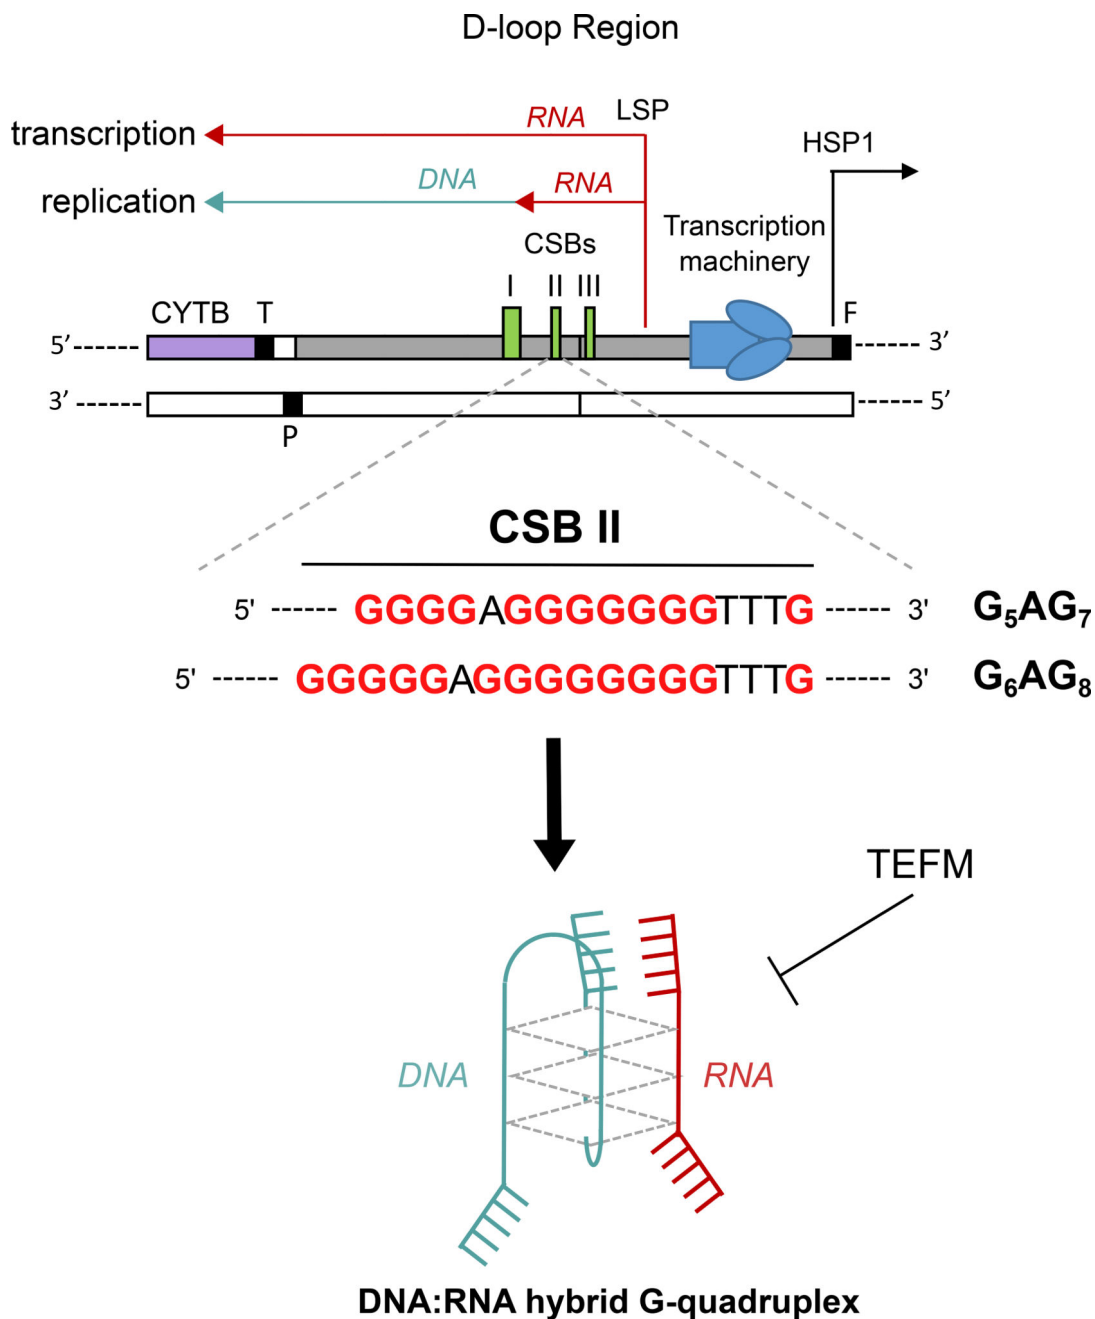 D-loop Region
LSP
RNA
transcription
HSP1
DNA
RNA
replication
Transcription
machinery
CSBs
I II III
CYTB T F
5' ------ ------ 3'
3' ------ ------ 5'
P
CSB II
5' ------ GGGGAGGGGGGGTTTG ------ 3' G₅AG₇
5' ------ GGGGGAGGGGGGGGTTTG ------ 3' G₆AG₈
TEFM
DNA RNA
DNA:RNA hybrid G-quadruplex